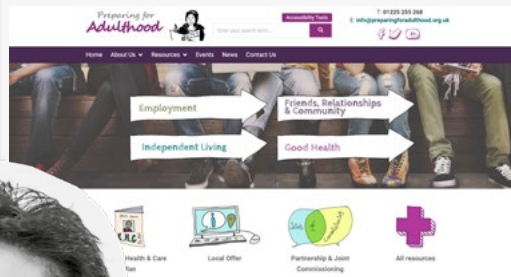 Preparing for
Adulthood
Enter your search term...
Accessibility Tools
T: 01225 255 268
E: info@preparingforadulthood.org.uk
Home About Us Resources Events News Contact Us
Employment
Friends, Relationships
& Community
Independent Living
Good Health
Health & Care
Plan
Local Offer
Partnership & Joint
Commissioning
All resources